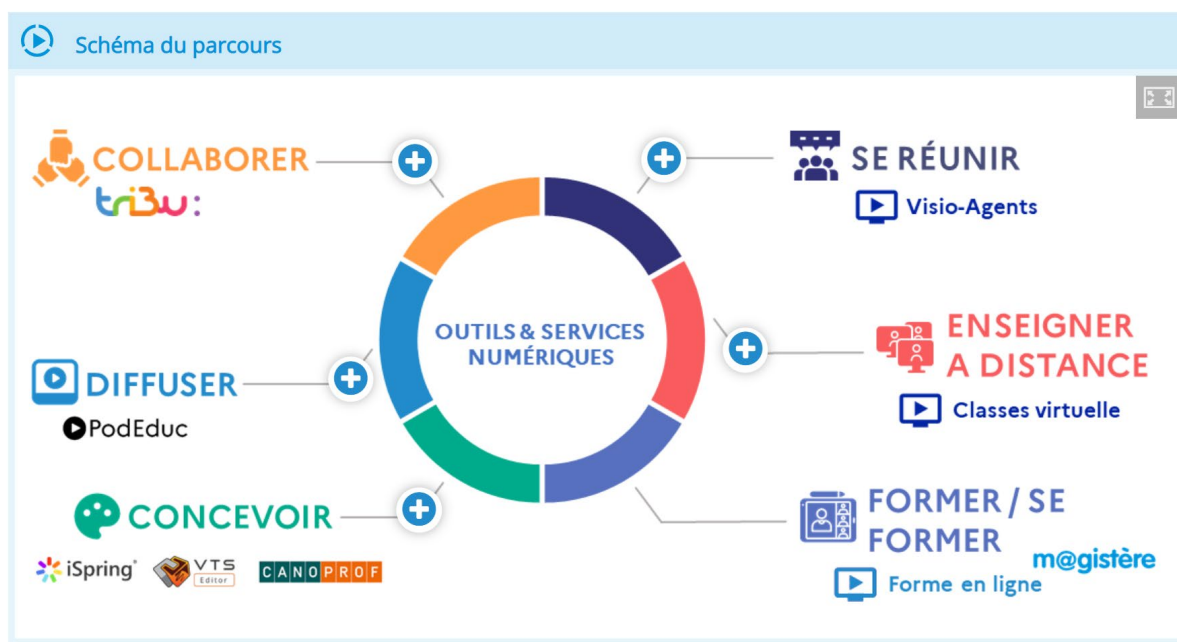 Schéma du parcours
COLLABORER
tri3u:
SE RÉUNIR
Visio-Agents
OUTILS & SERVICES
NUMÉRIQUES
ENSEIGNER
A DISTANCE
Classes virtuelle
DIFFUSER
PodEduc
CONCEVOIR
iSpring
VTS
Editor
CANOPROF
FORMER / SE
FORMER
m@gistère
Forme en ligne